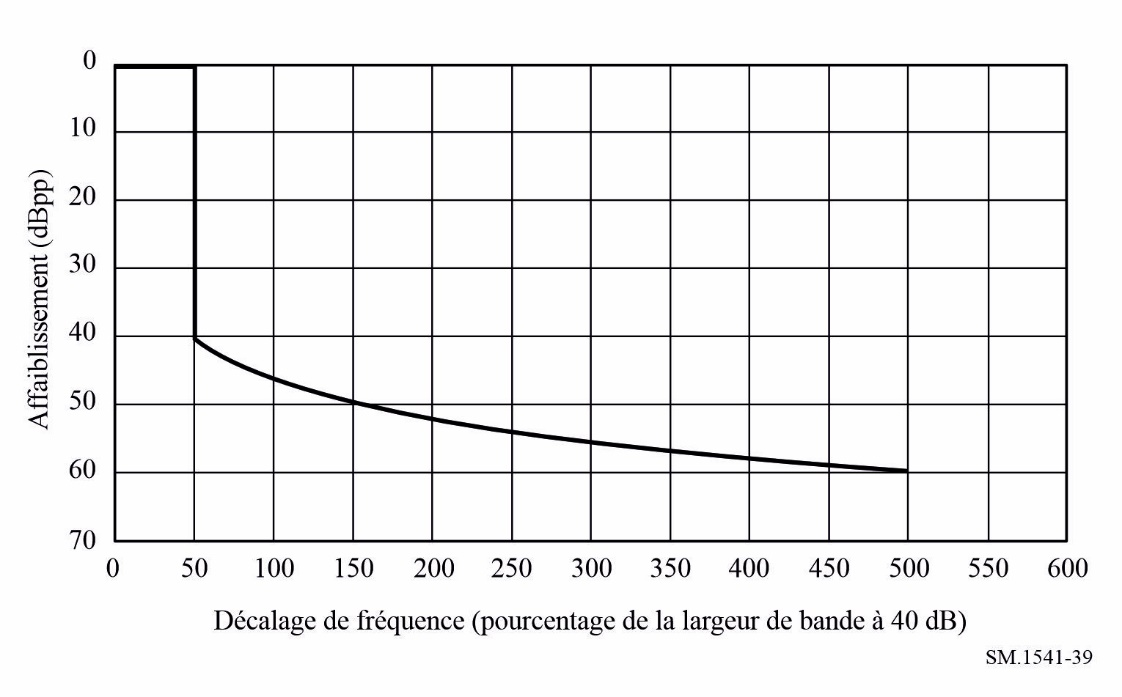 0
10
20
30
40
50
60
70
Affaiblissement (dBpp)
0 50 100 150 200 250 300 350 400 450 500 550 600
Décalage de fréquence (pourcentage de la largeur de bande à 40 dB)
SM.1541-39